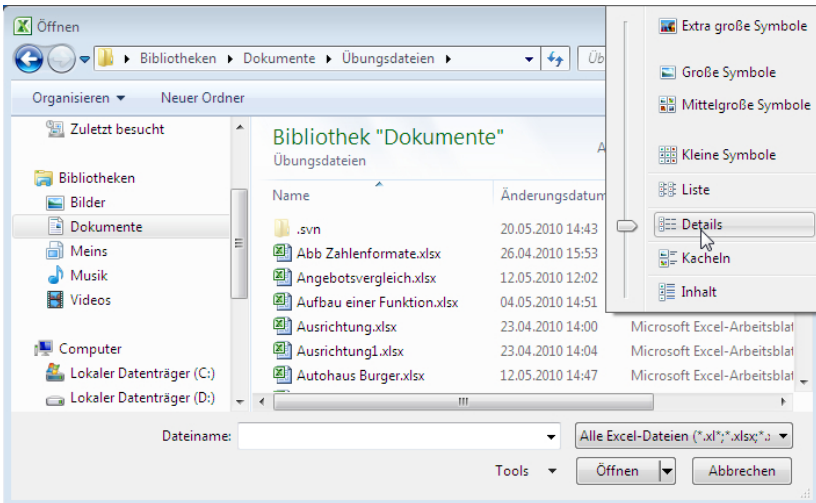 Öffnen
Bibliotheken Dokumente Übungsdateien Üb
Organisieren Neuer Ordner
Zuletzt besucht
Bibliotheken
Bilder
Dokumente
Meins
Musik
Videos
Computer
Lokaler Datenträger (C:)
Lokaler Datenträger (D:)
Bibliothek "Dokumente"
Übungsdateien
A
Name Änderungsdatum
.svn 20.05.2010 14:43
Abb Zahlenformate.xlsx 26.04.2010 15:53
Angebotsvergleich.xlsx 12.05.2010 12:02
Aufbau einer Funktion.xlsx 04.05.2010 14:51
Ausrichtung.xlsx 23.04.2010 14:00 Microsoft Excel-Arbeitsblat
Ausrichtung1.xlsx 23.04.2010 14:04 Microsoft Excel-Arbeitsblat
Autohaus Burger.xlsx 12.05.2010 14:47 Microsoft Excel-Arbeitsblat
Extra große Symbole
Große Symbole
Mittelgroße Symbole
Kleine Symbole
Liste
Details
Kacheln
Inhalt
Dateiname:
Alle Excel-Dateien (*.xl*;*.xlsx;*.
Tools Öffnen Abbrechen